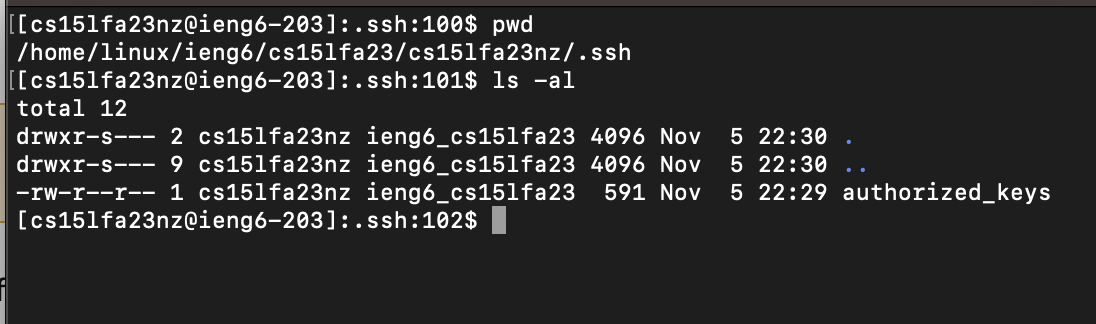 [[cs15lfa23nz@ieng6-203]:.ssh:100$ pwd
/home/linux/ieng6/cs15lfa23/cs15lfa23nz/.ssh
[[cs15lfa23nz@ieng6-203]:.ssh:101$ ls -al
total 12
drwxr-s--- 2 cs15lfa23nz ieng6_cs15lfa23 4096 Nov  5 22:30 .
drwxr-s--- 9 cs15lfa23nz ieng6_cs15lfa23 4096 Nov  5 22:30 ..
-rw-r--r-- 1 cs15lfa23nz ieng6_cs15lfa23  591 Nov  5 22:29 authorized_keys
[cs15lfa23nz@ieng6-203]:.ssh:102$